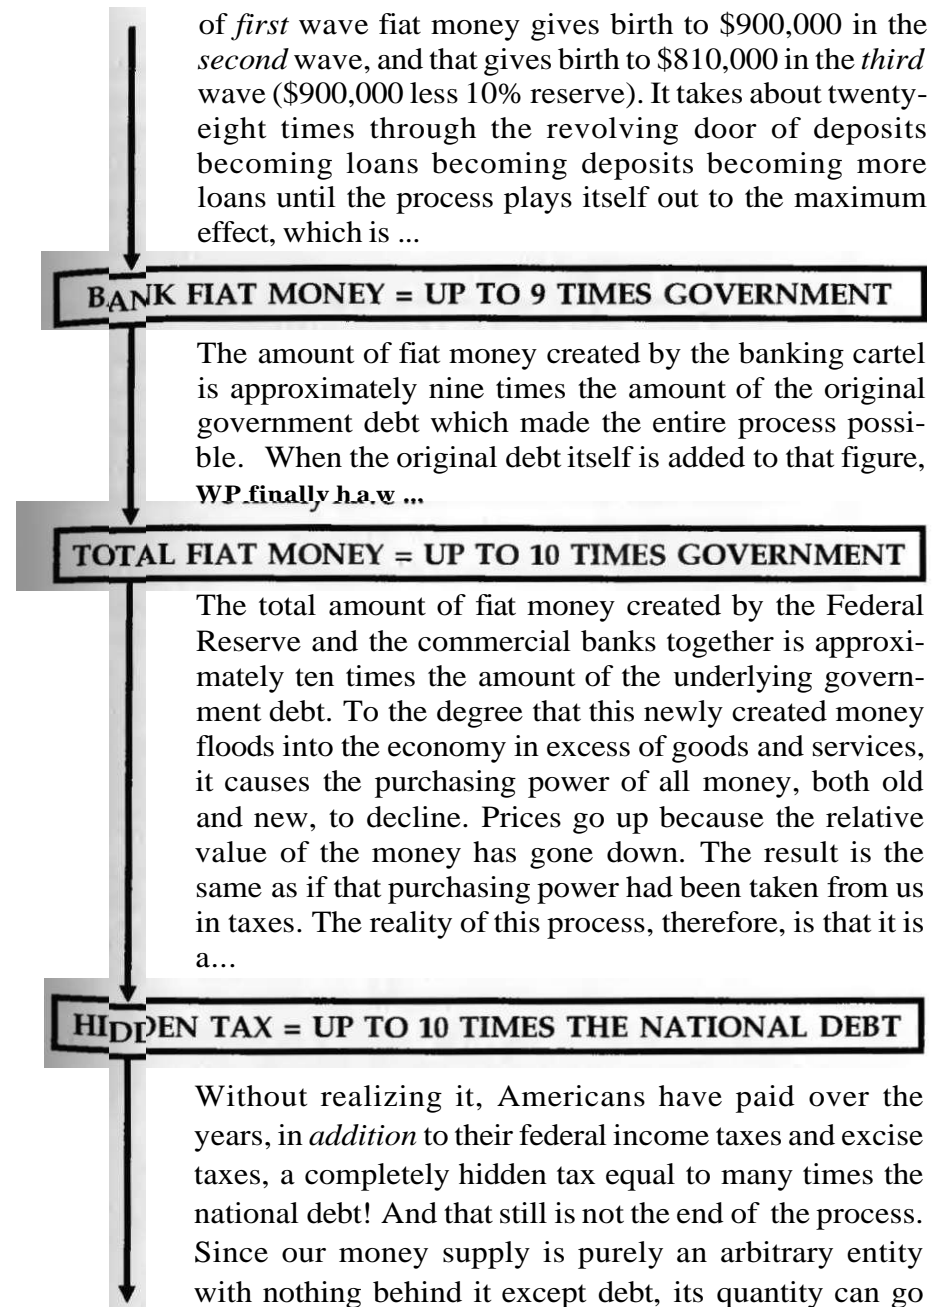 of first wave fiat money gives birth to $900,000 in the
second wave, and that gives birth to $810,000 in the third
wave ($900,000 less 10% reserve). It takes about twenty-
eight times through the revolving door of deposits
becoming loans becoming deposits becoming more
loans until the process plays itself out to the maximum
effect, which is ...
BANK FIAT MONEY = UP TO 9 TIMES GOVERNMENT
The amount of fiat money created by the banking cartel
is approximately nine times the amount of the original
government debt which made the entire process possi-
ble. When the original debt itself is added to that figure,
WP finally h.a.w ...
TOTAL FIAT MONEY = UP TO 10 TIMES GOVERNMENT
The total amount of fiat money created by the Federal
Reserve and the commercial banks together is approxi-
mately ten times the amount of the underlying govern-
ment debt. To the degree that this newly created money
floods into the economy in excess of goods and services,
it causes the purchasing power of all money, both old
and new, to decline. Prices go up because the relative
value of the money has gone down. The result is the
same as if that purchasing power had been taken from us
in taxes. The reality of this process, therefore, is that it is
a...
HIDDEN TAX = UP TO 10 TIMES THE NATIONAL DEBT
Without realizing it, Americans have paid over the
years, in addition to their federal income taxes and excise
taxes, a completely hidden tax equal to many times the
national debt! And that still is not the end of the process.
Since our money supply is purely an arbitrary entity
with nothing behind it except debt, its quantity can go